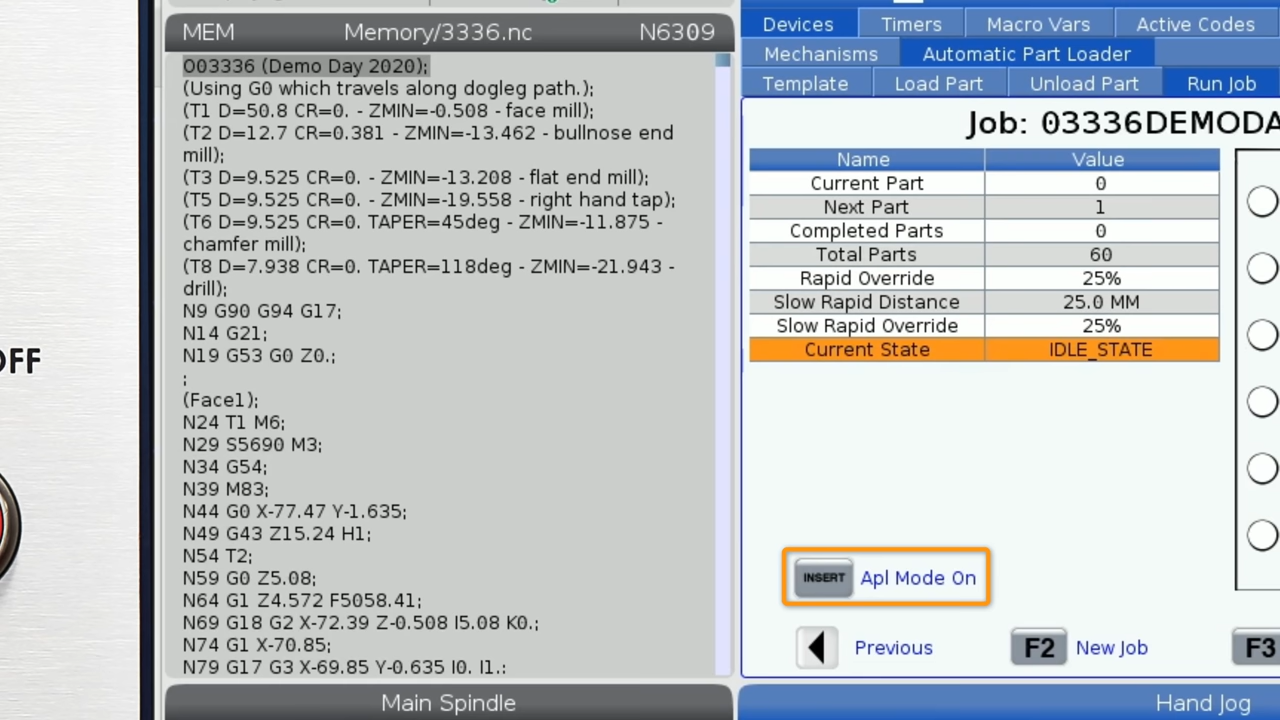 OFF
MEM Memory/3336.nc N6309
O03336 (Demo Day 2020);
(Using G0 which travels along dogleg path.);
(T1 D=50.8 CR=0. - ZMIN=-0.508 - face mill);
(T2 D=12.7 CR=0.381 - ZMIN=-13.462 - bullnose end
mill);
(T3 D=9.525 CR=0. - ZMIN=-13.208 - flat end mill);
(T5 D=9.525 CR=0. - ZMIN=-19.558 - right hand tap);
(T6 D=9.525 CR=0. TAPER=45deg - ZMIN=-11.875 -
chamfer mill);
(T8 D=7.938 CR=0. TAPER=118deg - ZMIN=-21.943 -
drill);
N9 G90 G94 G17;
N14 G21;
N19 G53 G0 Z0.;
;
(Face1);
N24 T1 M6;
N29 S5690 M3;
N34 G54;
N39 M83;
N44 G0 X-77.47 Y-1.635;
N49 G43 Z15.24 H1;
N54 T2;
N59 G0 Z5.08;
N64 G1 Z4.572 F5058.41;
N69 G18 G2 X-72.39 Z-0.508 I5.08 K0.;
N74 G1 X-70.85;
N79 G17 G3 X-69.85 Y-0.635 I0. I1.:
Main Spindle
Devices Timers Macro Vars Active Codes
Mechanisms Automatic Part Loader
Template Load Part Unload Part Run Job
Job: 03336DEMODA
Name Value
Current Part 0
Next Part 1
Completed Parts 0
Total Parts 60
Rapid Override 25%
Slow Rapid Distance 25.0 MM
Slow Rapid Override 25%
Current State IDLE_STATE
INSERT Apl Mode On
Previous F2 New Job F3
Hand Jog